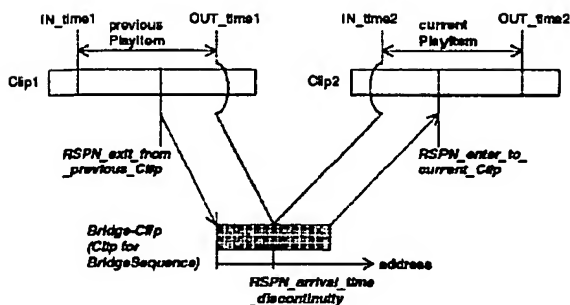 IN_time1
previous
PlayItem
OUT_time1
IN_time2
current
PlayItem
OUT_time2
Clip1
Clip2
RSPN_exit_from
_previous_Clip
RSPN_enter_to_
current_Clip
Bridge-Clip
(Clip for
BridgeSequence)
address
RSPN_arrival_time
_discontinuity